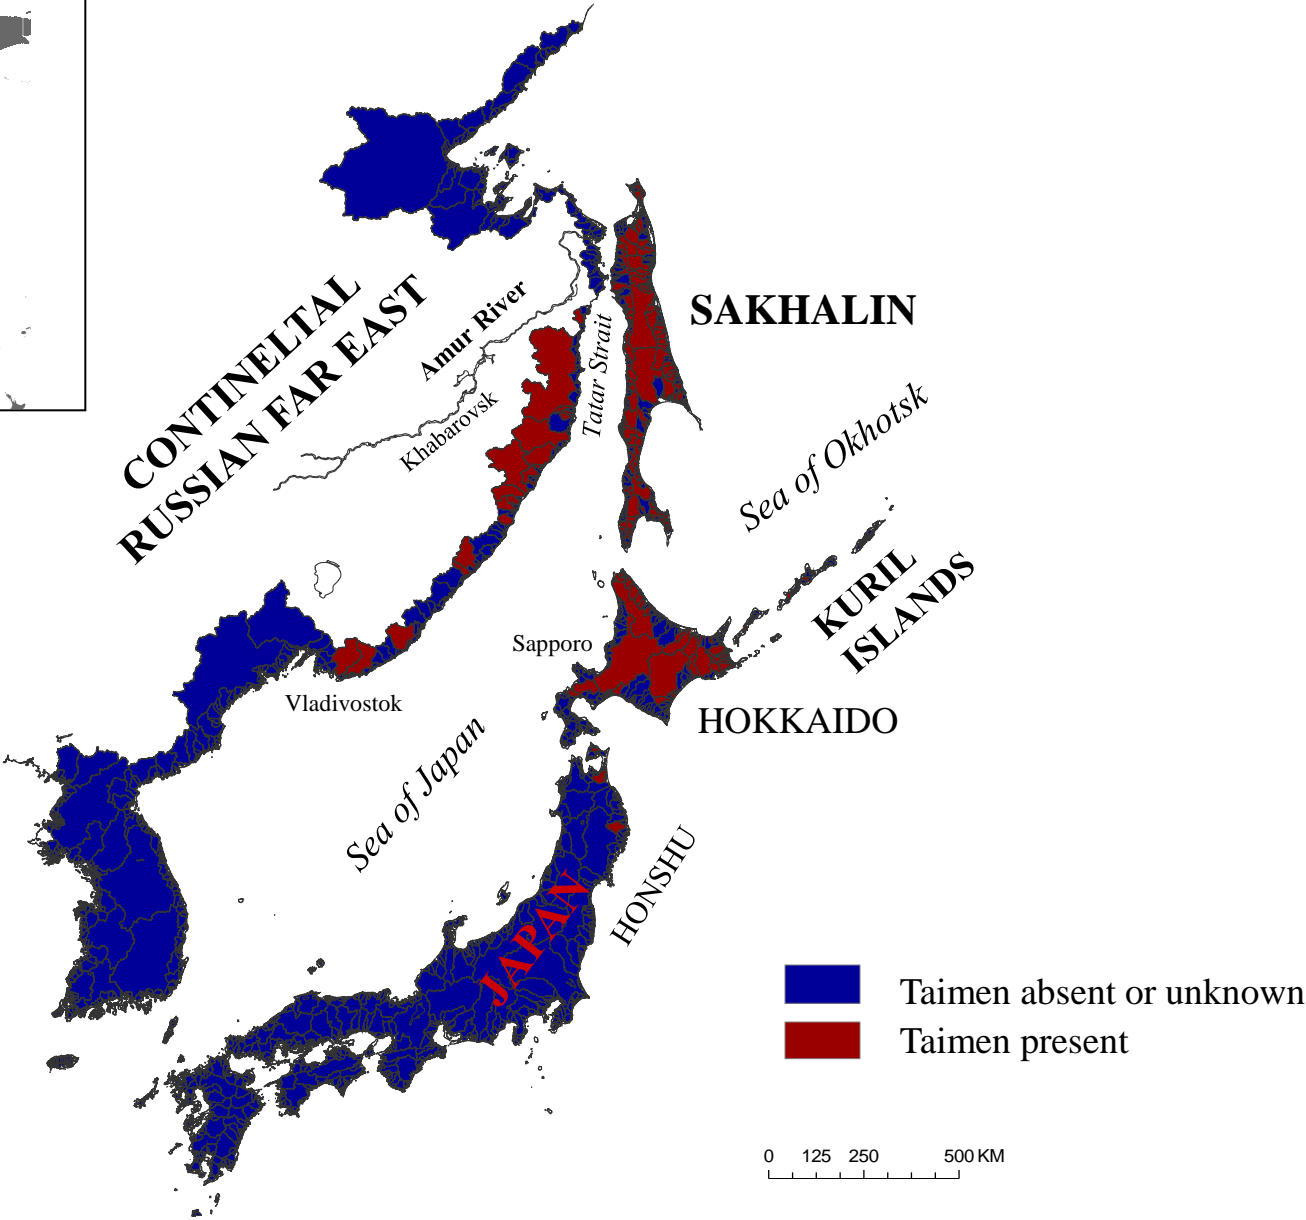 CONTINELTAL
RUSSIAN FAR EAST
Amur River
Khabarovsk
Tatar Strait
SAKHALIN
Sea of Okhotsk
KURIL
ISLANDS
Sapporo
Vladivostok
HOKKAIDO
Sea of Japan
HONSHU
JAPAN
Taimen absent or unknown
Taimen present
0 125 250 500 KM